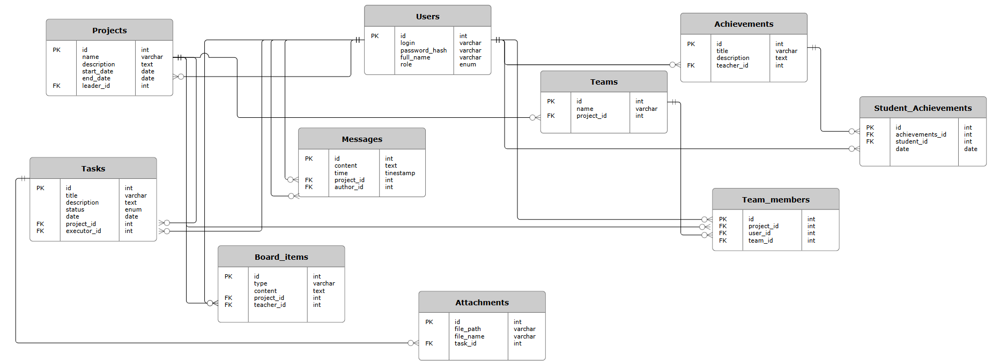 Projects
PK id int
name varchar
description text
start_date date
end_date date
FK leader_id int
Users
PK id int
login varchar
password_hash varchar
full_name varchar
role enum
Achievements
PK id int
title varchar
description text
FK teacher_id int
Teams
PK id int
name varchar
FK project_id int
Student_Achievements
PK id int
FK achievements_id int
FK student_id int
date date
Messages
PK id int
content text
time tinestamp
FK project_id int
FK author_id int
Tasks
PK id int
title varchar
description text
status enum
date date
FK project_id int
FK executor_id int
Team_members
PK id int
FK project_id int
FK user_id int
FK team_id int
Board_items
PK id int
type varchar
content text
FK project_id int
FK teacher_id int
Attachments
PK id int
file_path varchar
file_name varchar
FK task_id int